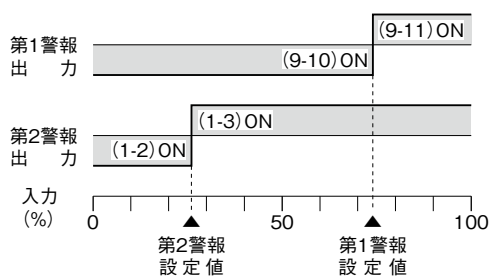 第1警報
出 力
(9-10)ON
(9-11)ON
第2警報
出 力
(1-2)ON
(1-3)ON
入力
(%)
0 50 100
第2警報
設定値
第1警報
設定値